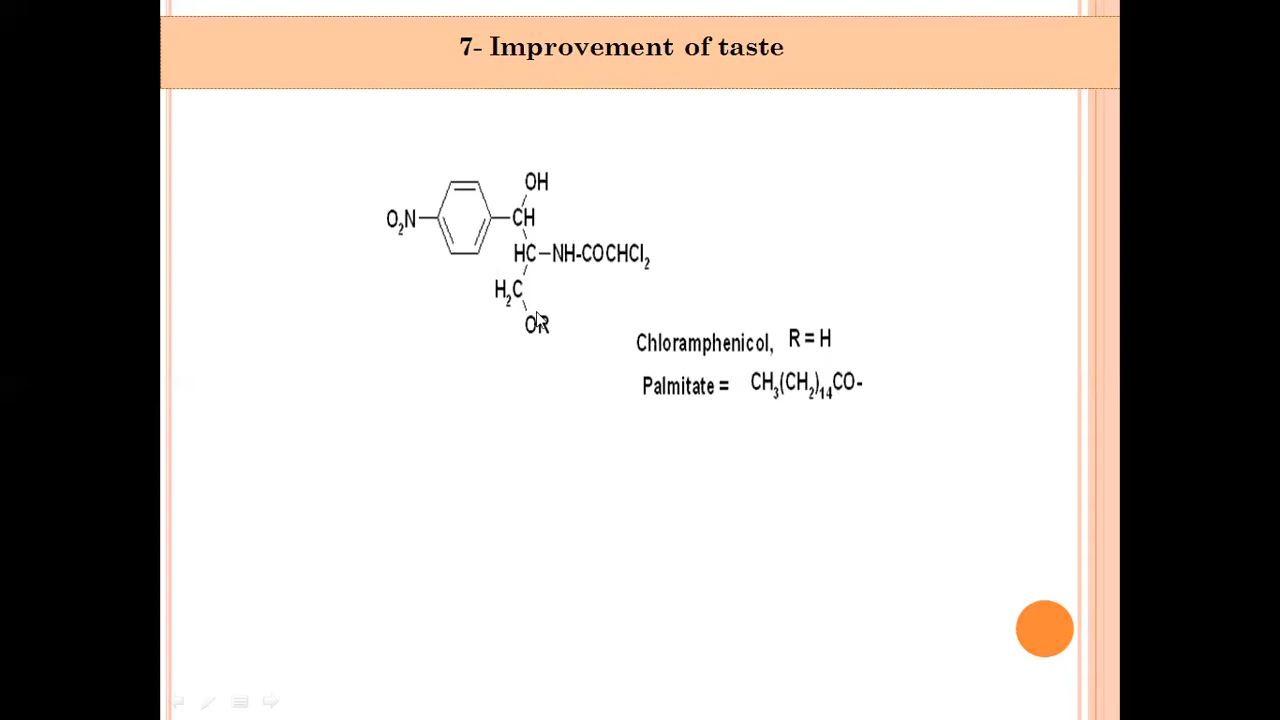 7- Improvement of taste
OH
O2N
CH
HC
NH-COCHCl2
H2C
OR
Chloramphenicol, R = H
Palmitate = CH3(CH2)14CO-